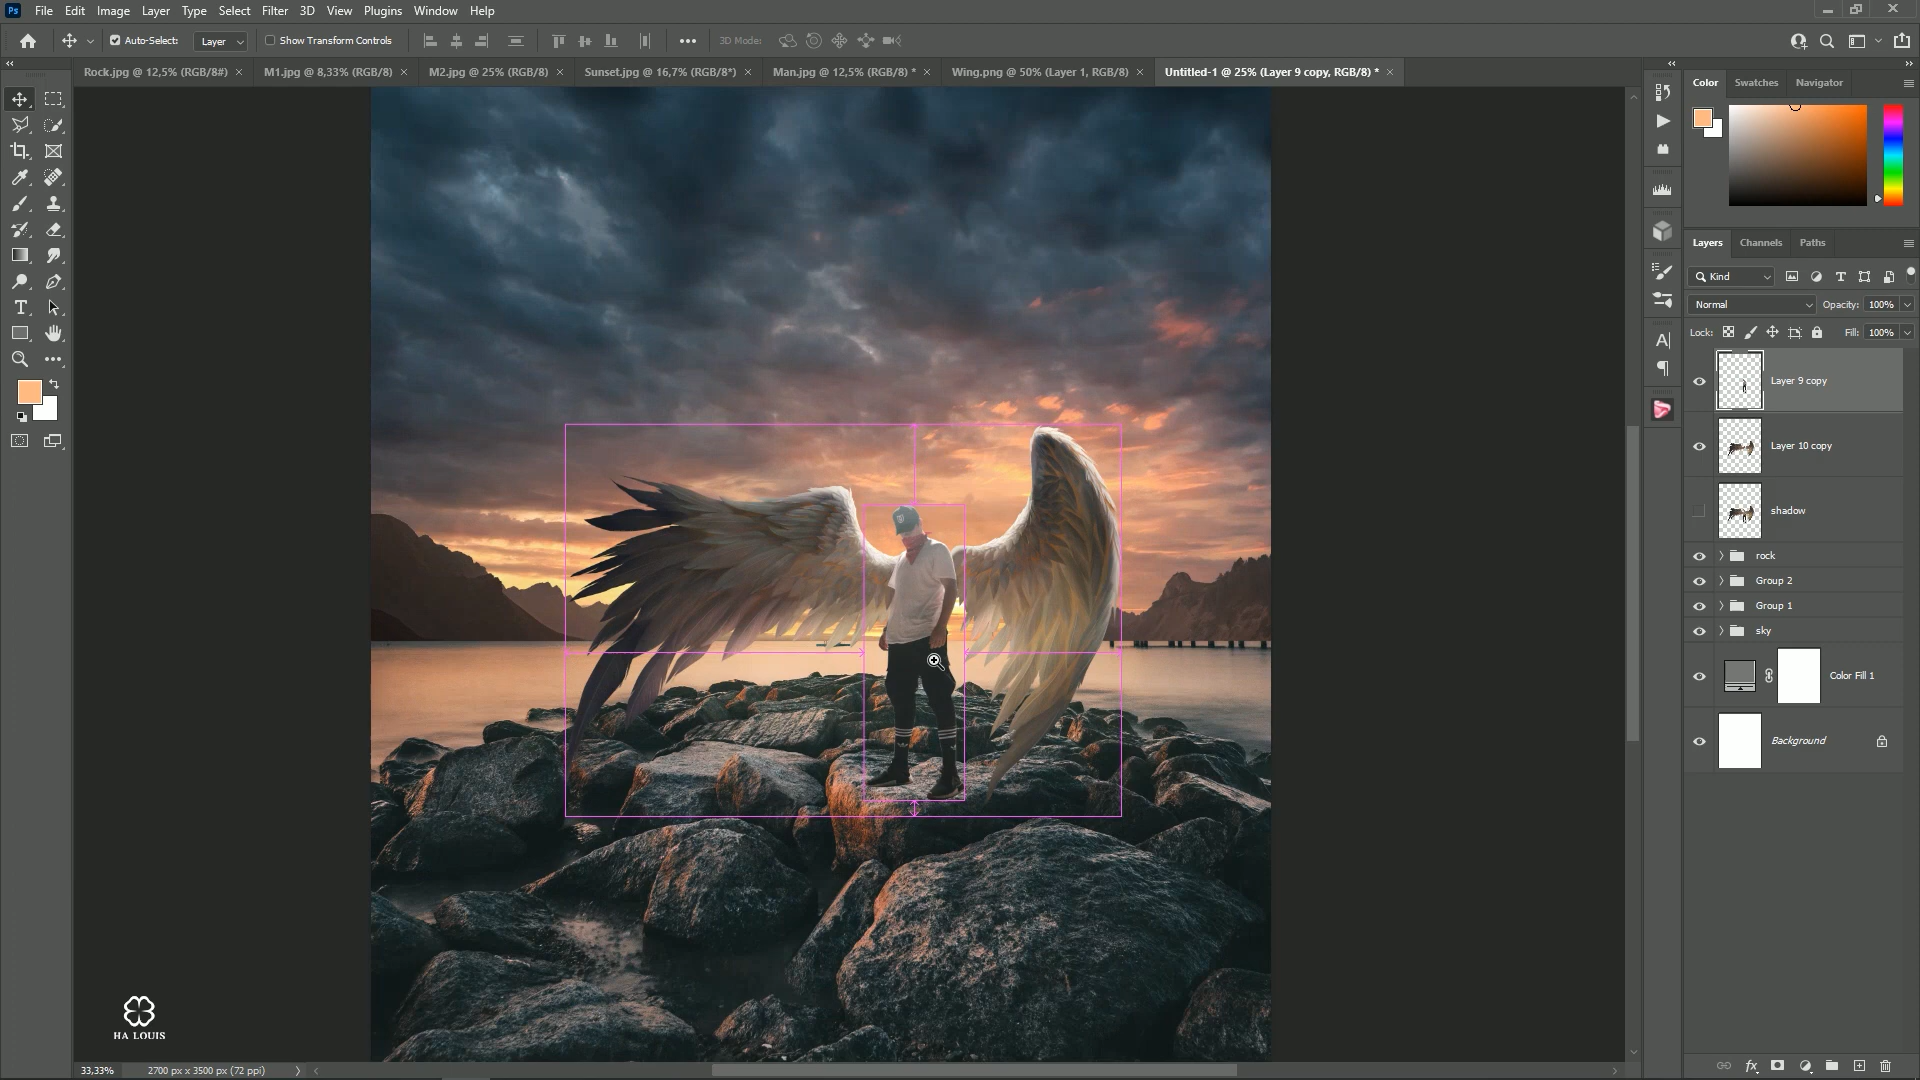 Ps File Edit Image Layer Type Select Filter 3D View Plugins Window Help
Auto-Select: Layer Show Transform Controls 3D Mode:
Rock.jpg @ 12,5% (RGB/8#) M1.jpg @ 8,33% (RGB/8) M2.jpg @ 25% (RGB/8) Sunset.jpg @ 16,7% (RGB/8*) Man.jpg @ 12,5% (RGB/8) * Wing.png @ 50% (Layer 1, RGB/8) Untitled-1 @ 25% (Layer 9 copy, RGB/8) *
Color Swatches Navigator
Layers Channels Paths
Kind
Normal Opacity: 100%
Lock: Fill: 100%
Layer 9 copy
Layer 10 copy
shadow
rock
Group 2
Group 1
sky
Color Fill 1
Background
HA LOUIS
33,33% 2700 px x 3500 px (72 ppi)